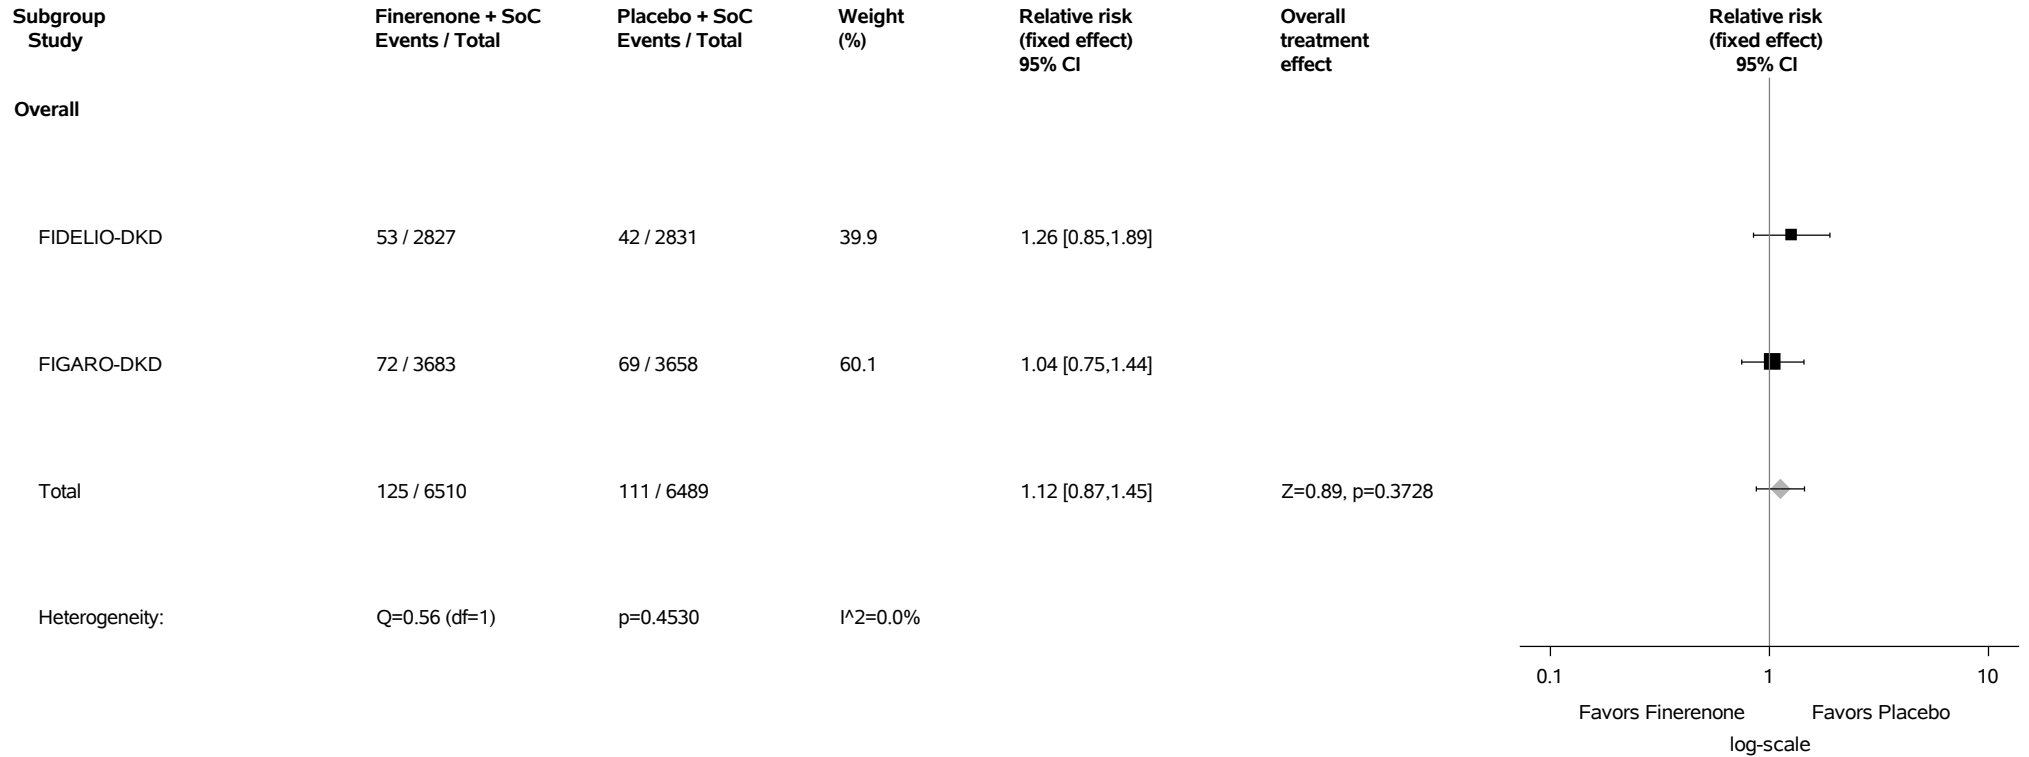 Subgroup Finerenone + SoC Placebo + SoC Weight Relative risk Overall Relative risk
Study Events / Total Events / Total (%) (fixed effect) treatment (fixed effect)
95% CI effect 95% CI
Overall
FIDELIO-DKD 53 / 2827 42 / 2831 39.9 1.26 [0.85,1.89]
FIGARO-DKD 72 / 3683 69 / 3658 60.1 1.04 [0.75,1.44]
Total 125 / 6510 111 / 6489 1.12 [0.87,1.45] Z=0.89, p=0.3728
Heterogeneity: Q=0.56 (df=1) p=0.4530 I^2=0.0%
0.1 1 10
Favors Finerenone Favors Placebo
log-scale